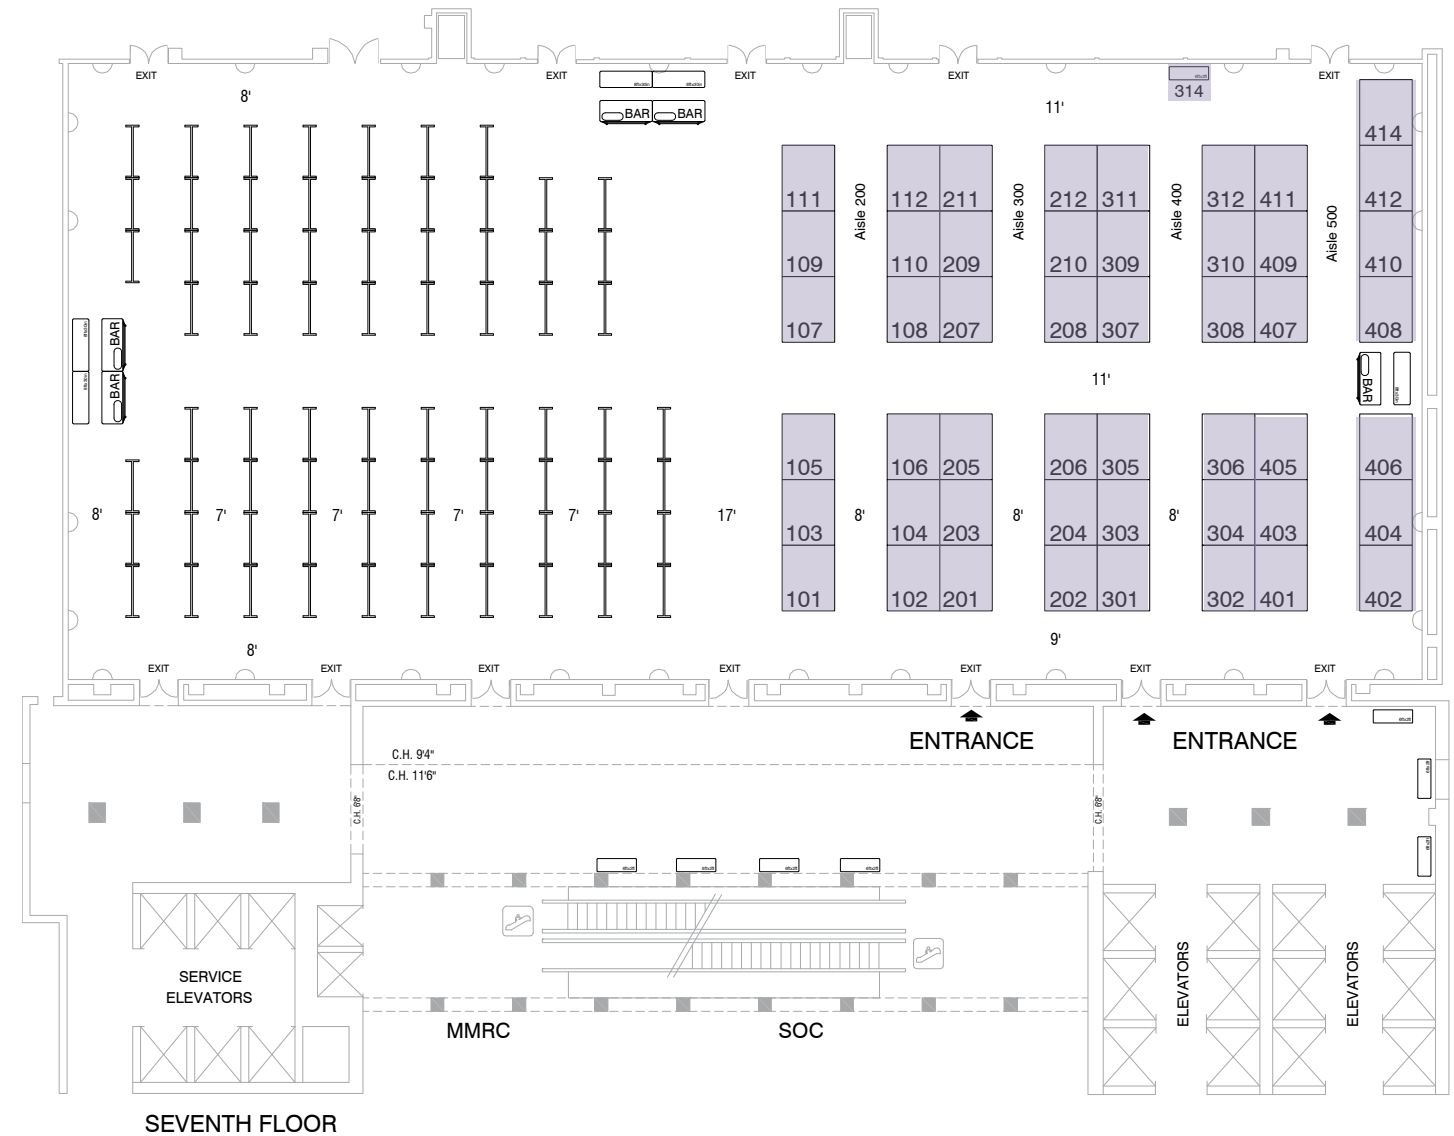 EXIT EXIT EXIT EXIT EXIT
8' 11' 314
BAR BAR
414
111 Aisle 200 112 211 Aisle 300 212 311 Aisle 400 312 411 Aisle 500 412
109 110 209 210 309 310 409 410
107 108 207 208 307 308 407 408
BAR
BAR
11'
BAR
105 106 205 206 305 306 405 406
8' 7' 7' 7' 7' 17' 8' 8' 8'
103 104 203 204 303 304 403 404
101 102 201 202 301 302 401 402
8' 9'
EXIT EXIT EXIT EXIT EXIT EXIT EXIT
ENTRANCE ENTRANCE
C.H. 9'4"
C.H. 11'6"
C.H. 68" C.H. 68"
SERVICE
ELEVATORS
ELEVATORS ELEVATORS
MMRC SOC
SEVENTH FLOOR